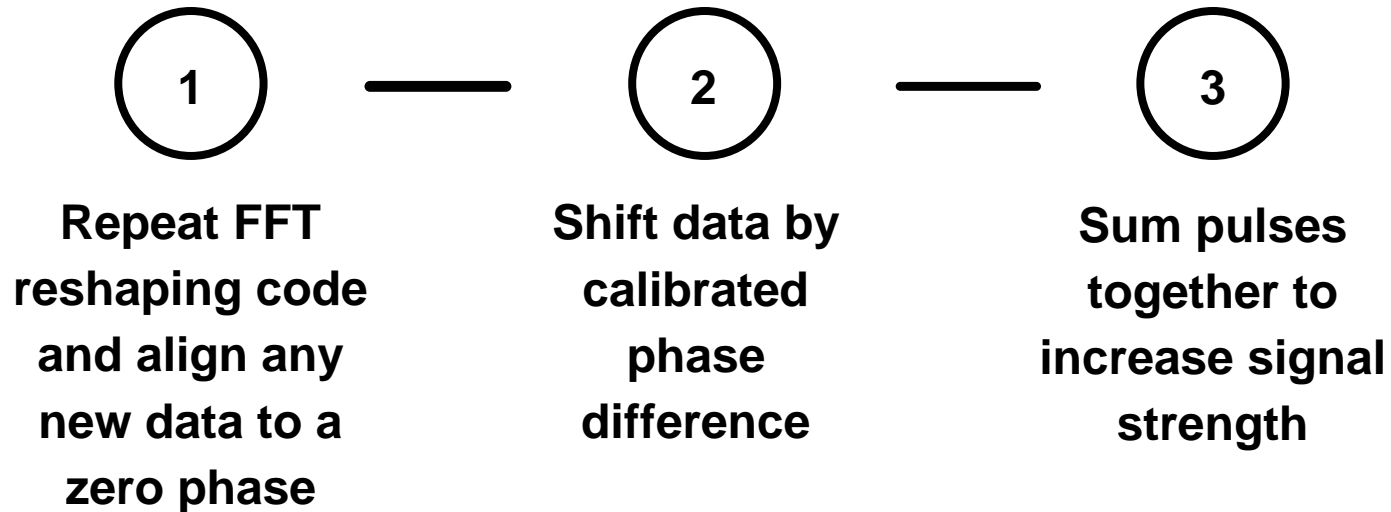 1
Repeat FFT
reshaping code
and align any
new data to a
zero phase
2
Shift data by
calibrated
phase
difference
3
Sum pulses
together to
increase signal
strength